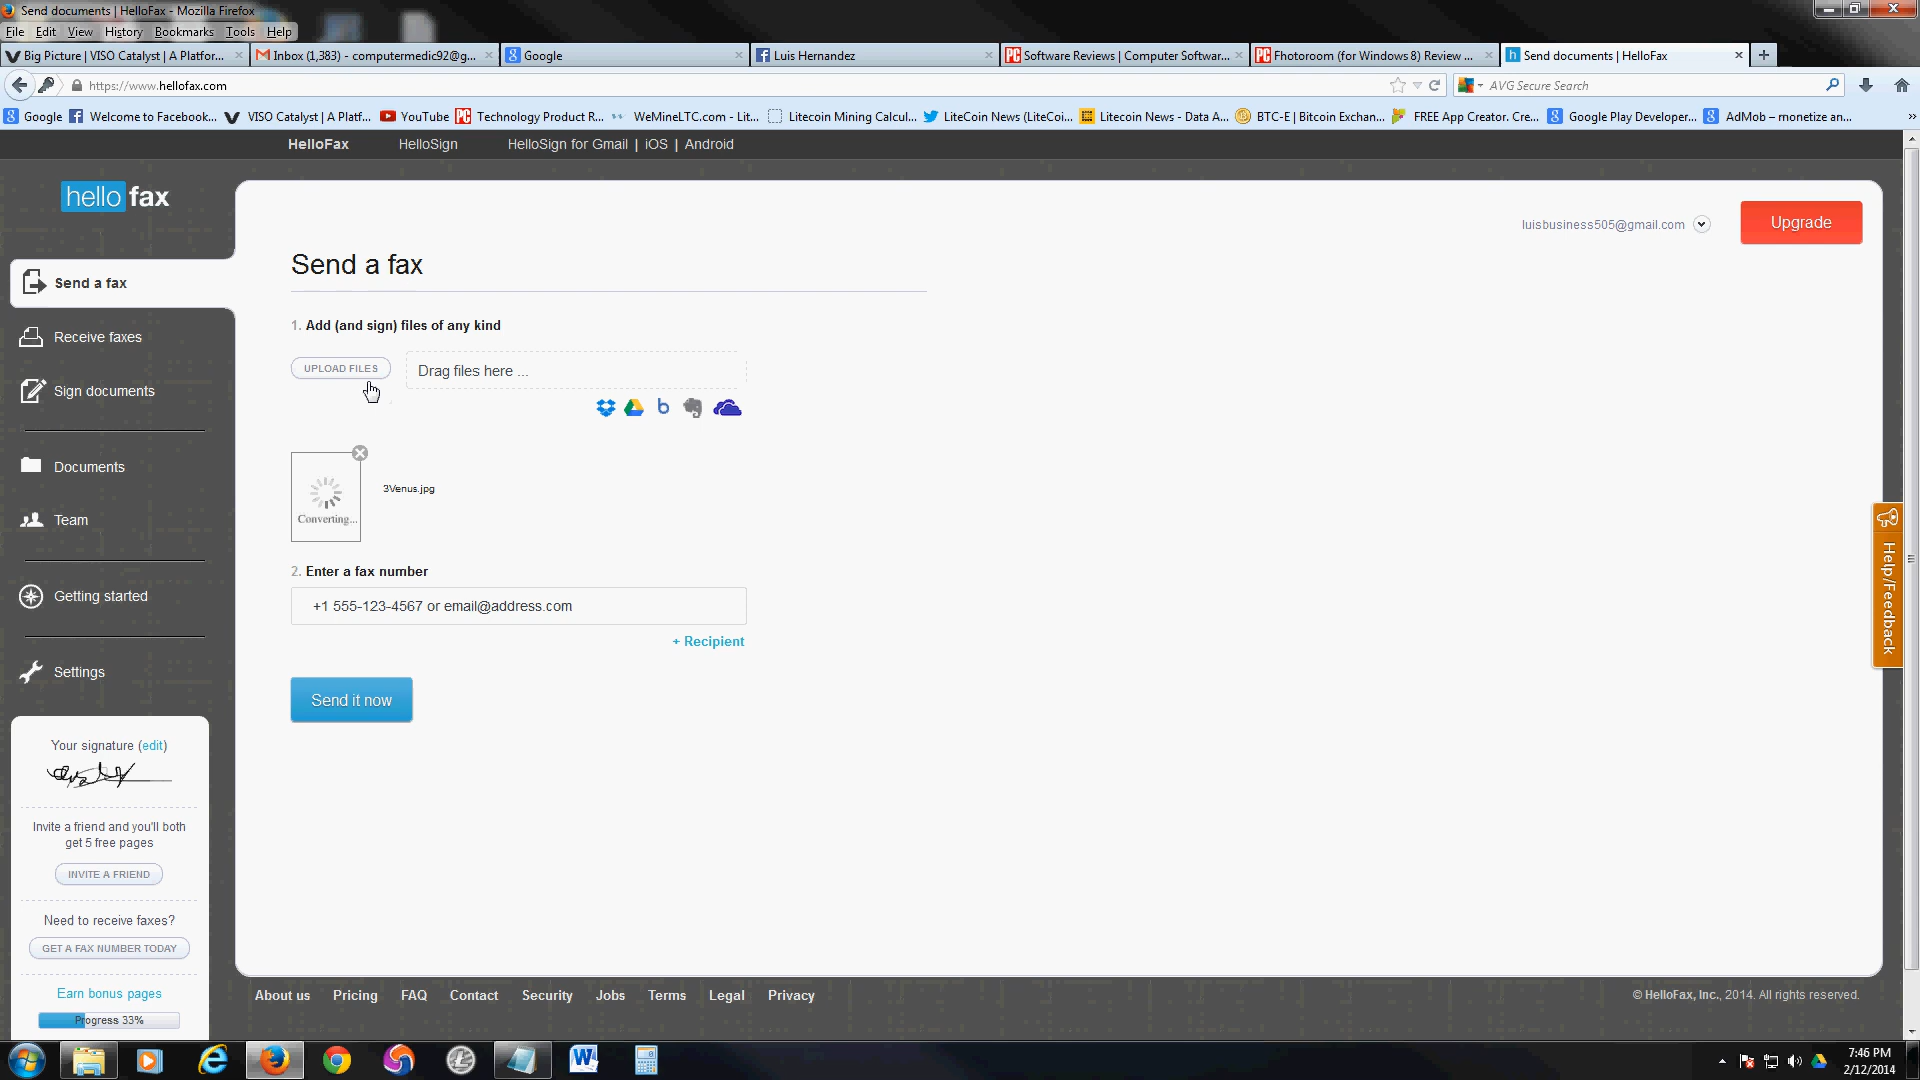 Send documents | HelloFax - Mozilla Firefox
File Edit View History Bookmarks Tools Help
Big Picture | VISO Catalyst | A Platfor...
Inbox (1,383) - computermedic92@g...
Google
Luis Hernandez
Software Reviews | Computer Softwar...
Fhotoroom (for Windows 8) Review ...
Send documents | HelloFax
https://www.hellofax.com
AVG Secure Search
Google
Welcome to Facebook...
VISO Catalyst | A Platf...
YouTube
Technology Product R...
WeMineLTC.com - Lit...
Litecoin Mining Calcul...
LiteCoin News (LiteCoi...
Litecoin News - Data A...
BTC-E | Bitcoin Exchan...
FREE App Creator. Cre...
Google Play Developer...
AdMob – monetize an...
HelloFax HelloSign HelloSign for Gmail | iOS | Android
hello fax
luisbusiness505@gmail.com
Upgrade
Send a fax
Receive faxes
Sign documents
Documents
Team
Getting started
Settings
Send a fax
1. Add (and sign) files of any kind
UPLOAD FILES
Drag files here ...
Converting...
3Venus.jpg
2. Enter a fax number
+1 555-123-4567 or email@address.com
+ Recipient
Send it now
Help/Feedback
Your signature (edit)
Invite a friend and you'll both
get 5 free pages
INVITE A FRIEND
Need to receive faxes?
GET A FAX NUMBER TODAY
Earn bonus pages
Progress 33%
About us Pricing FAQ Contact Security Jobs Terms Legal Privacy
© HelloFax, Inc., 2014. All rights reserved.
7:46 PM
2/12/2014